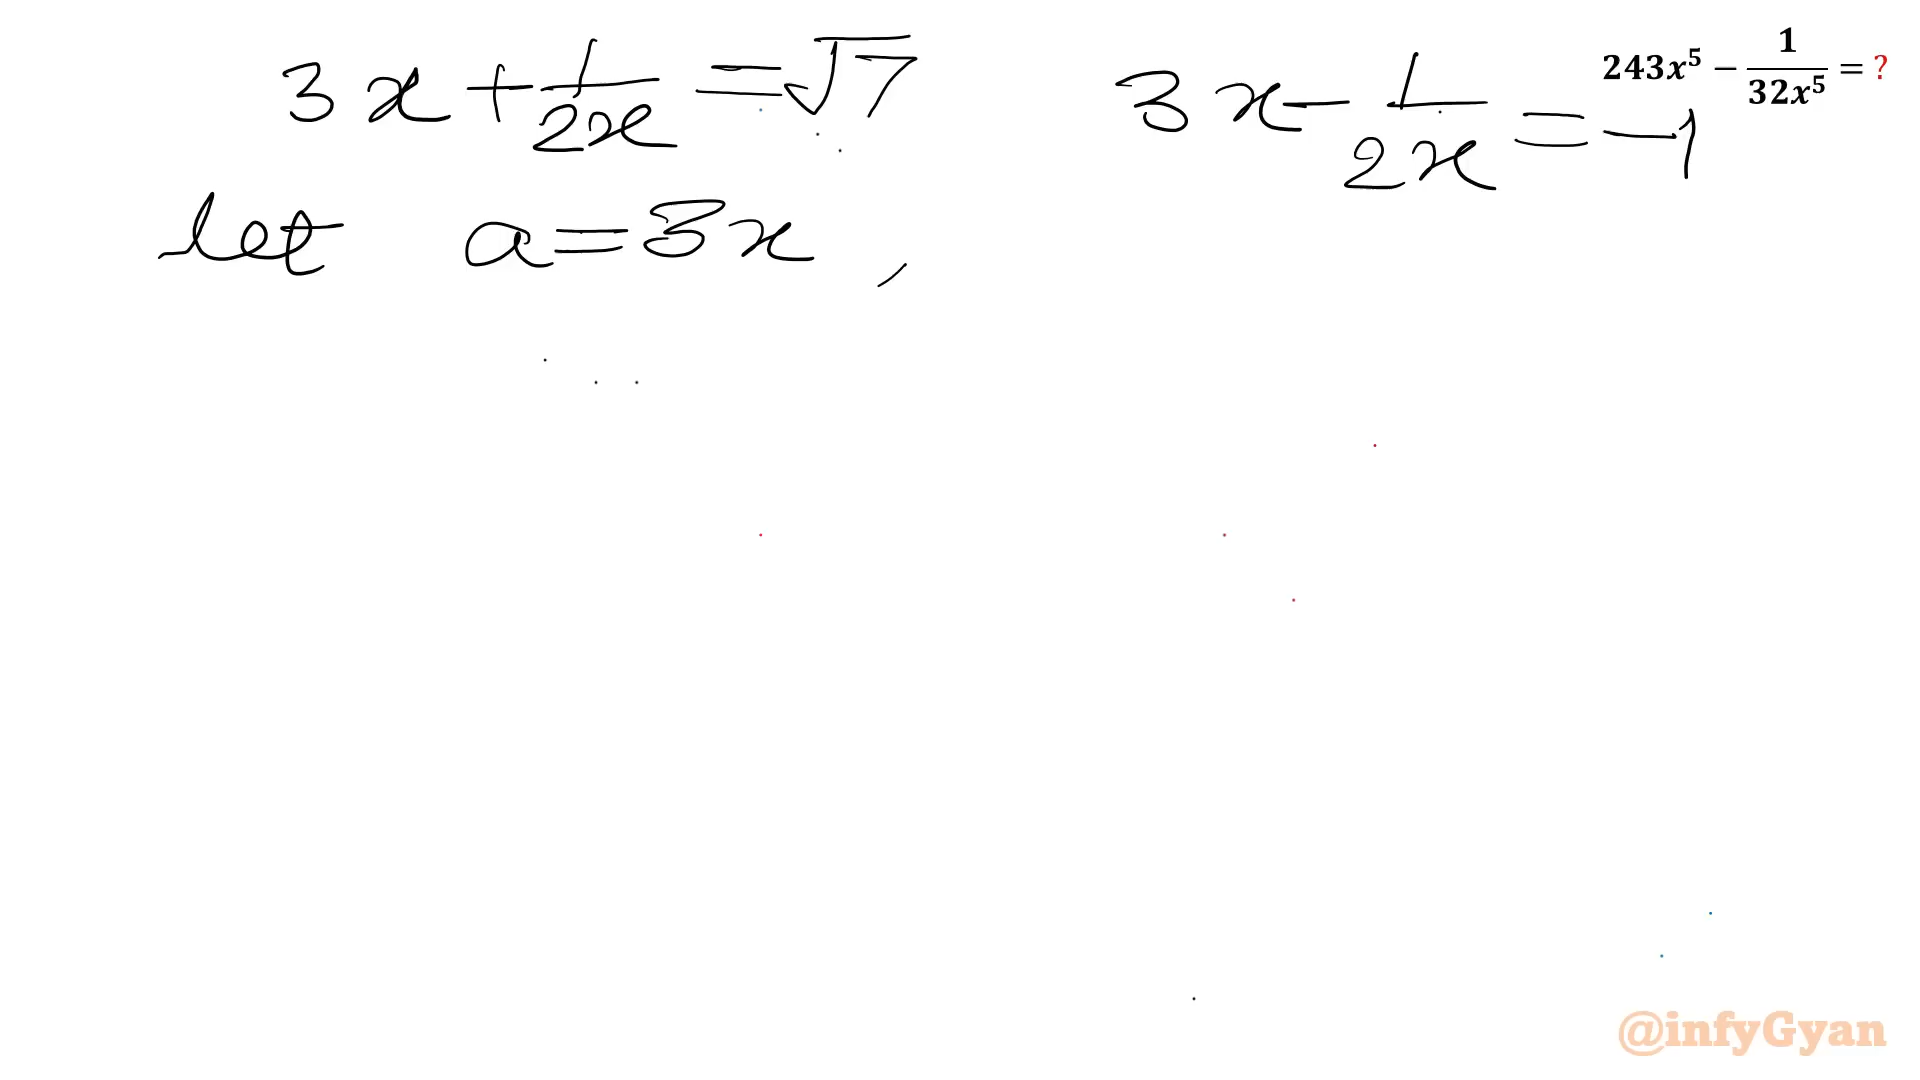 3x + 1/2x = √7    3x - 1/2x = -1    243x⁵ − 1/32x⁵ = ?
let a = 3x ,
@infyGyan